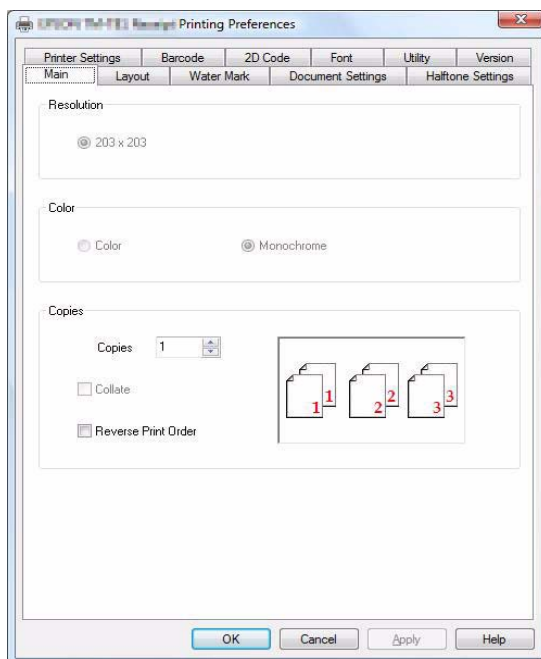 Receipt Printing Preferences
Printer Settings Barcode 2D Code Font Utility Version
Main Layout Water Mark Document Settings Halftone Settings
Resolution
203 x 203
Color
Color Monochrome
Copies
Copies 1
Collate
1 1 2 2 3 3
Reverse Print Order
OK Cancel Apply Help